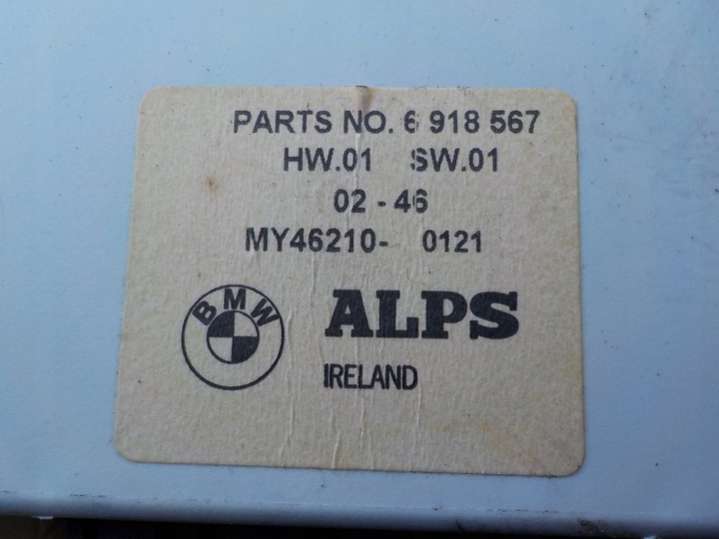 PARTS NO. 6 918 567
HW.01 SW.01
02 - 46
MY46210- 0121
BMW
ALPS
IRELAND